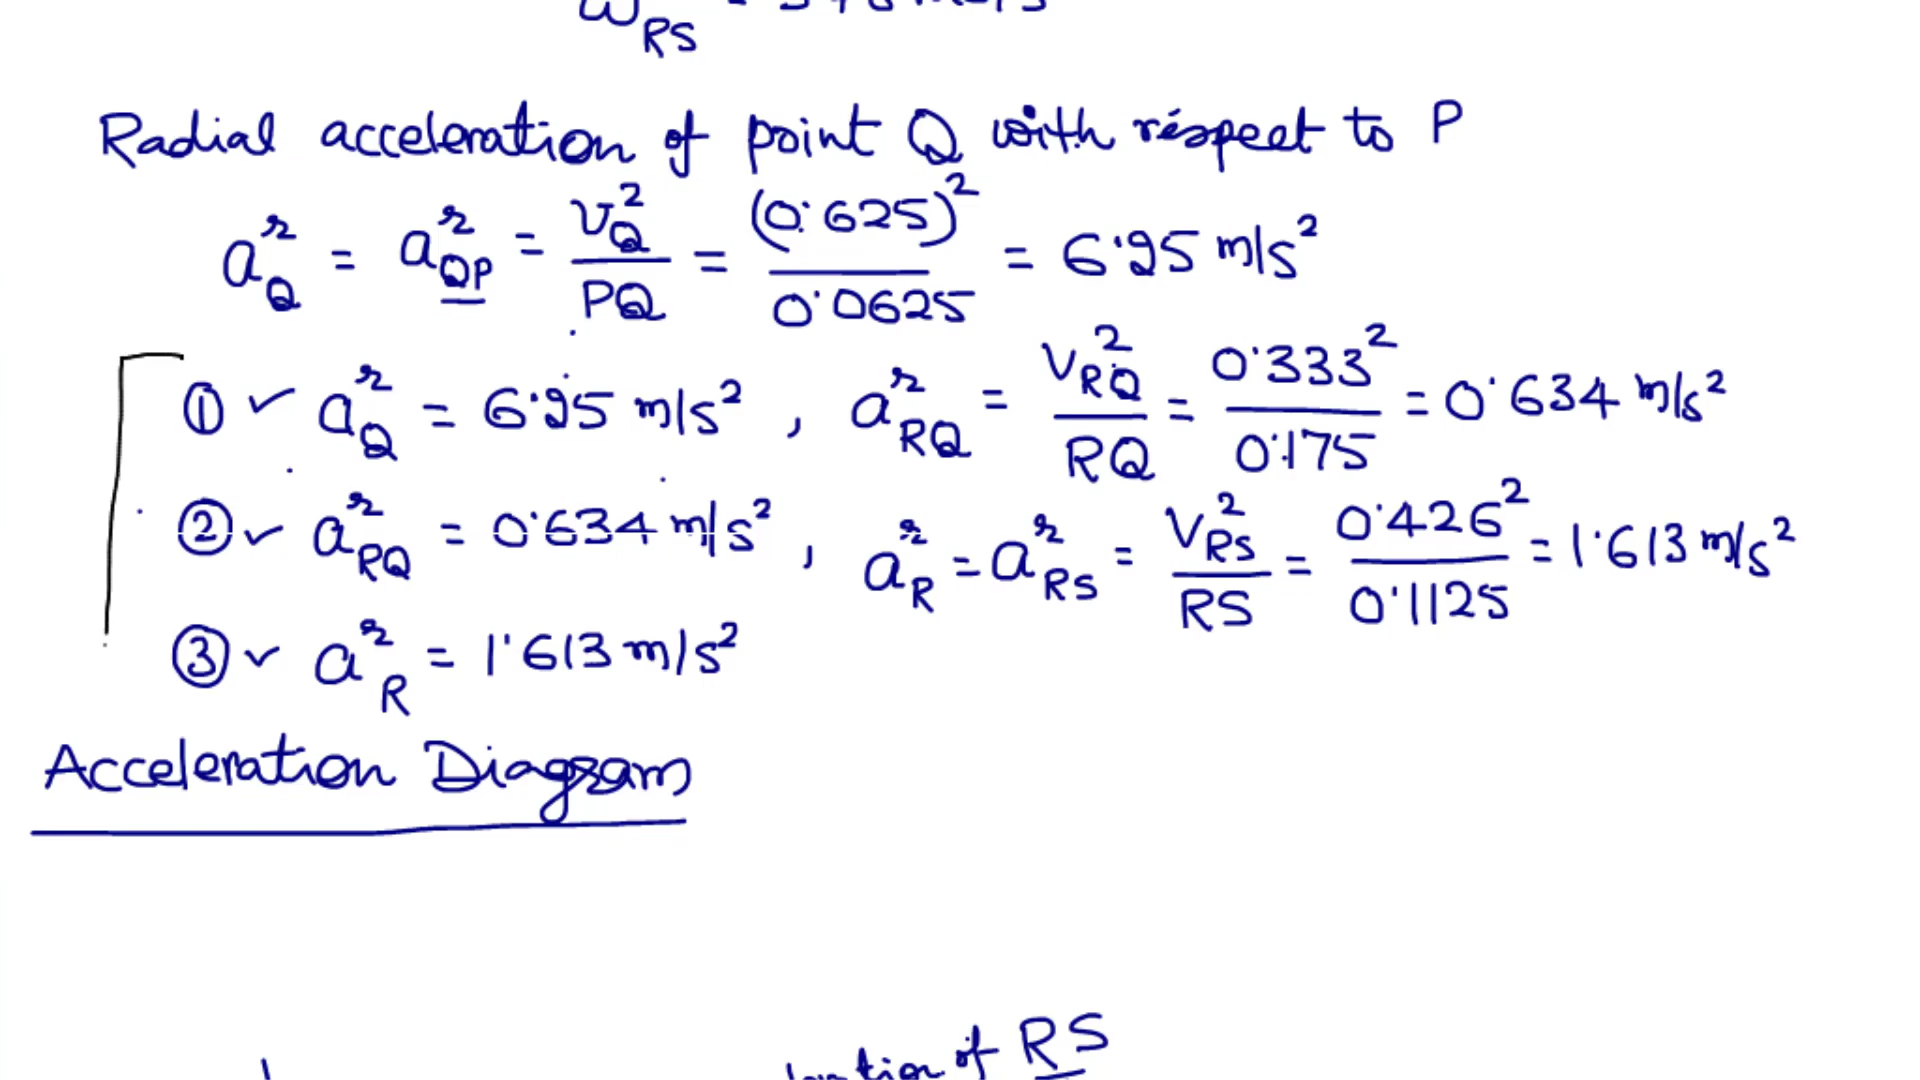 ω_RS
Radial acceleration of point Q with respect to P
a^r_Q = a^r_QP = v_Q^2 / PQ = (0.625)^2 / 0.0625 = 6.25 m/s^2
① ✓ a^r_Q = 6.25 m/s^2 , a^r_RQ = V_RQ^2 / RQ = 0.333^2 / 0.175 = 0.634 m/s^2
② ✓ a^r_RQ = 0.634 m/s^2 , a^r_R = a^r_RS = V_RS^2 / RS = 0.426^2 / 0.1125 = 1.613 m/s^2
③ ✓ a^r_R = 1.613 m/s^2
Acceleration Diagram
of RS